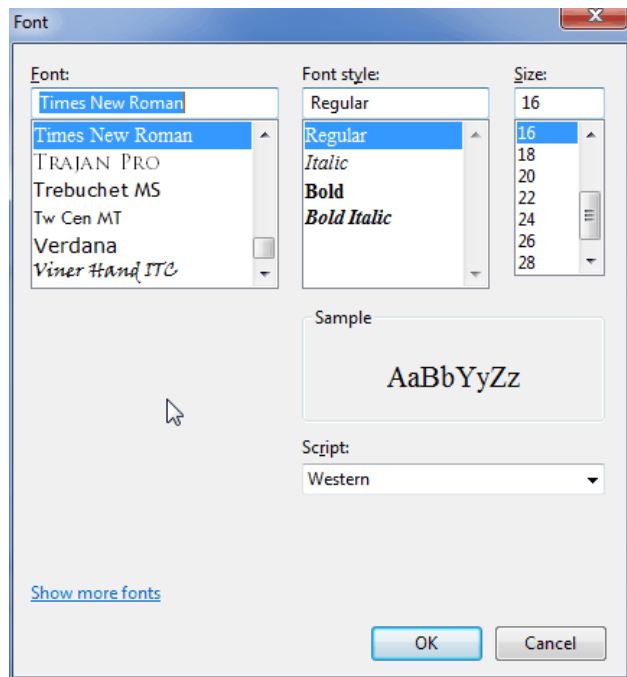 Font
Font:
Times New Roman
Times New Roman
Trajan Pro
Trebuchet MS
Tw Cen MT
Verdana
Viner Hand ITC
Font style:
Regular
Regular
Italic
Bold
Bold Italic
Size:
16
16
18
20
22
24
26
28
Sample
AaBbYyZz
Script:
Western
Show more fonts
OK
Cancel